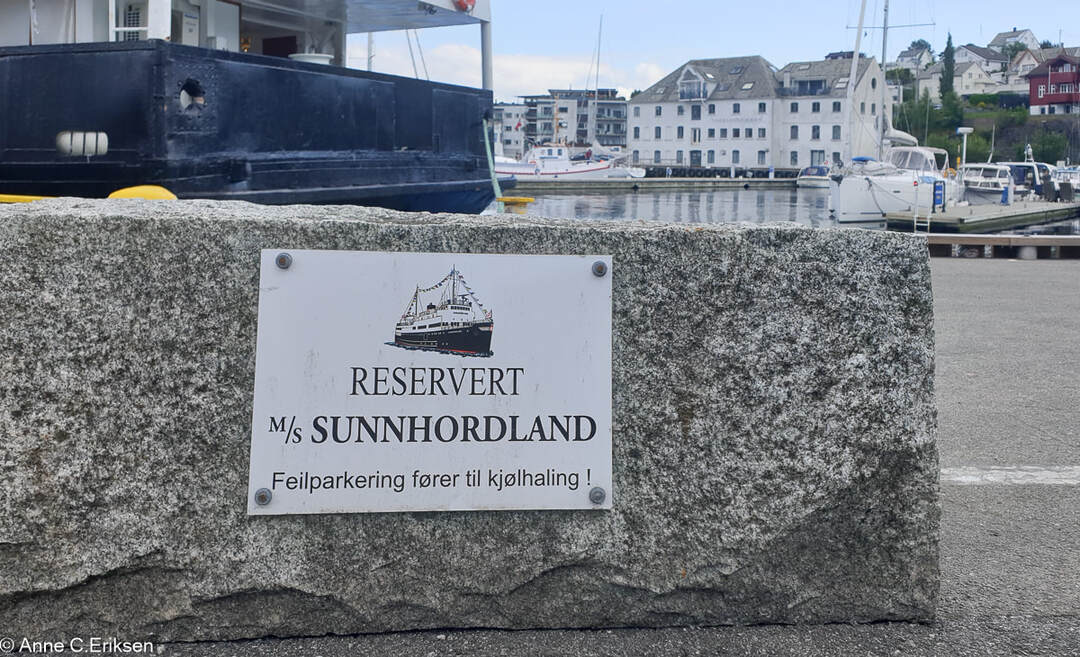 RESERVERT
M/S SUNNHORDLAND
Feilparkering fører til kjølhaling !
© Anne C.Eriksen